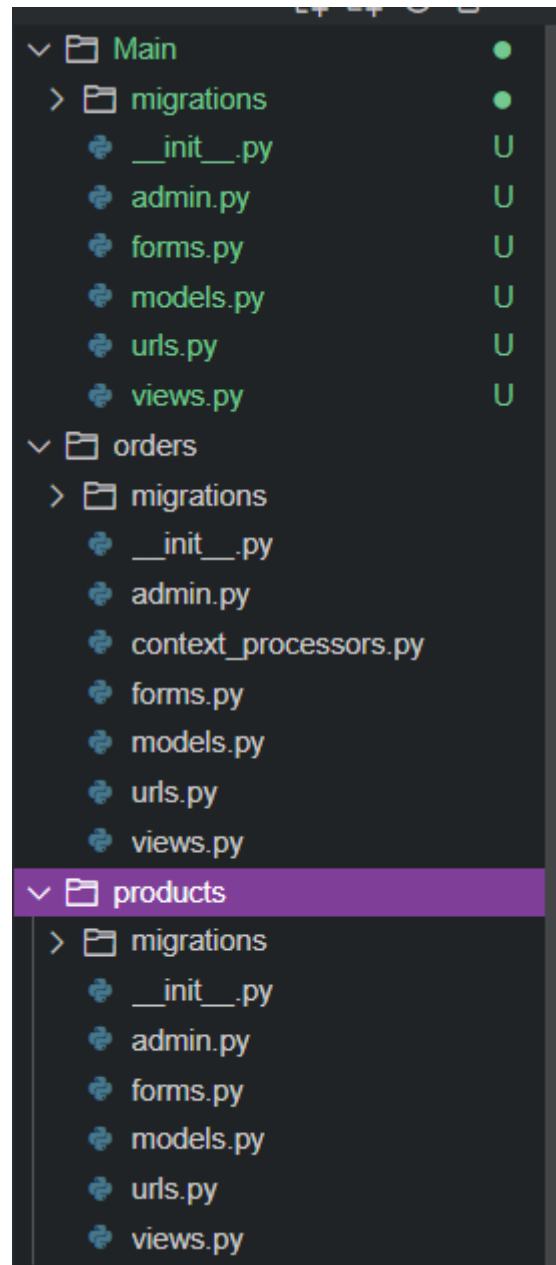 Main
migrations
__init__.py U
admin.py U
forms.py U
models.py U
urls.py U
views.py U
orders
migrations
__init__.py
admin.py
context_processors.py
forms.py
models.py
urls.py
views.py
products
migrations
__init__.py
admin.py
forms.py
models.py
urls.py
views.py